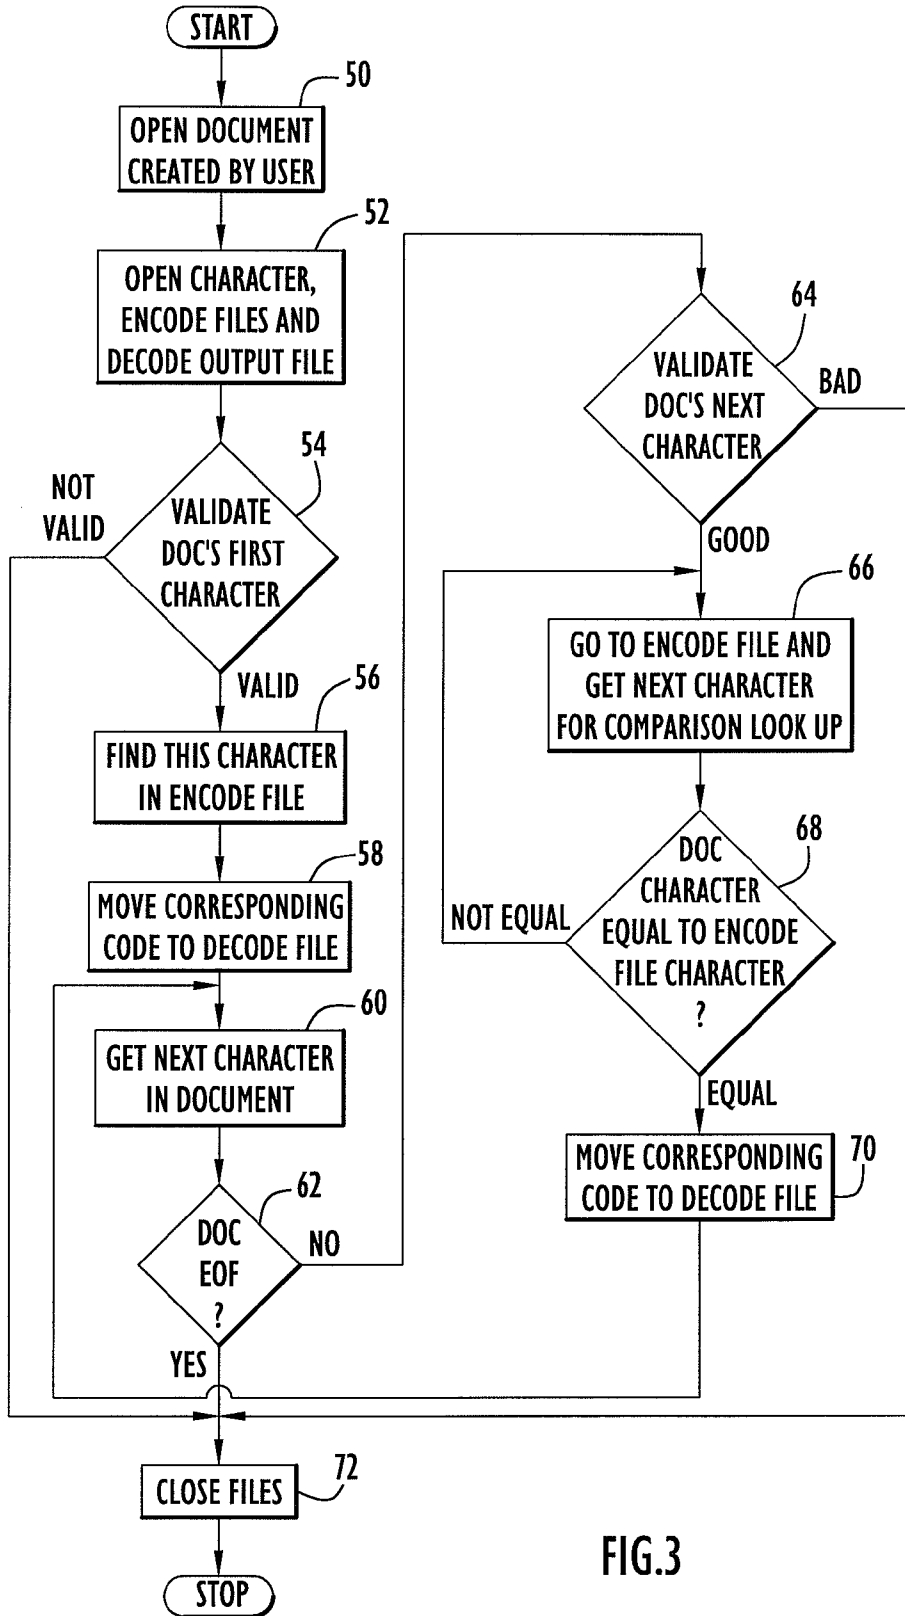 START
50
OPEN DOCUMENT
CREATED BY USER
52
OPEN CHARACTER,
ENCODE FILES AND
DECODE OUTPUT FILE
54
NOT
VALID
VALIDATE
DOC'S FIRST
CHARACTER
VALID
56
FIND THIS CHARACTER
IN ENCODE FILE
58
MOVE CORRESPONDING
CODE TO DECODE FILE
60
GET NEXT CHARACTER
IN DOCUMENT
62
DOC
EOF
?
NO
YES
64
VALIDATE
DOC'S NEXT
CHARACTER
BAD
GOOD
66
GO TO ENCODE FILE AND
GET NEXT CHARACTER
FOR COMPARISON LOOK UP
68
DOC
CHARACTER
EQUAL TO ENCODE
FILE CHARACTER
?
NOT EQUAL
EQUAL
MOVE CORRESPONDING
CODE TO DECODE FILE
70
CLOSE FILES
72
STOP
FIG.3